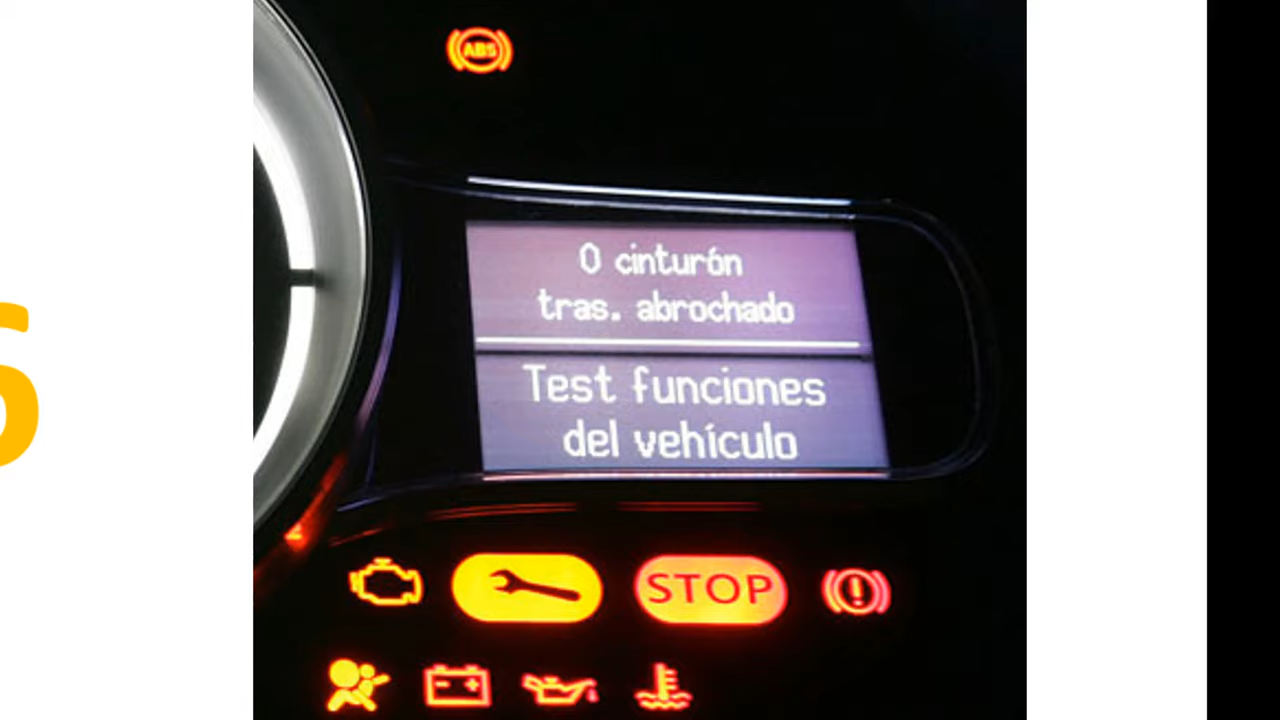 ABS
0 cinturón
tras. abrochado
Test funciones
del vehículo
STOP